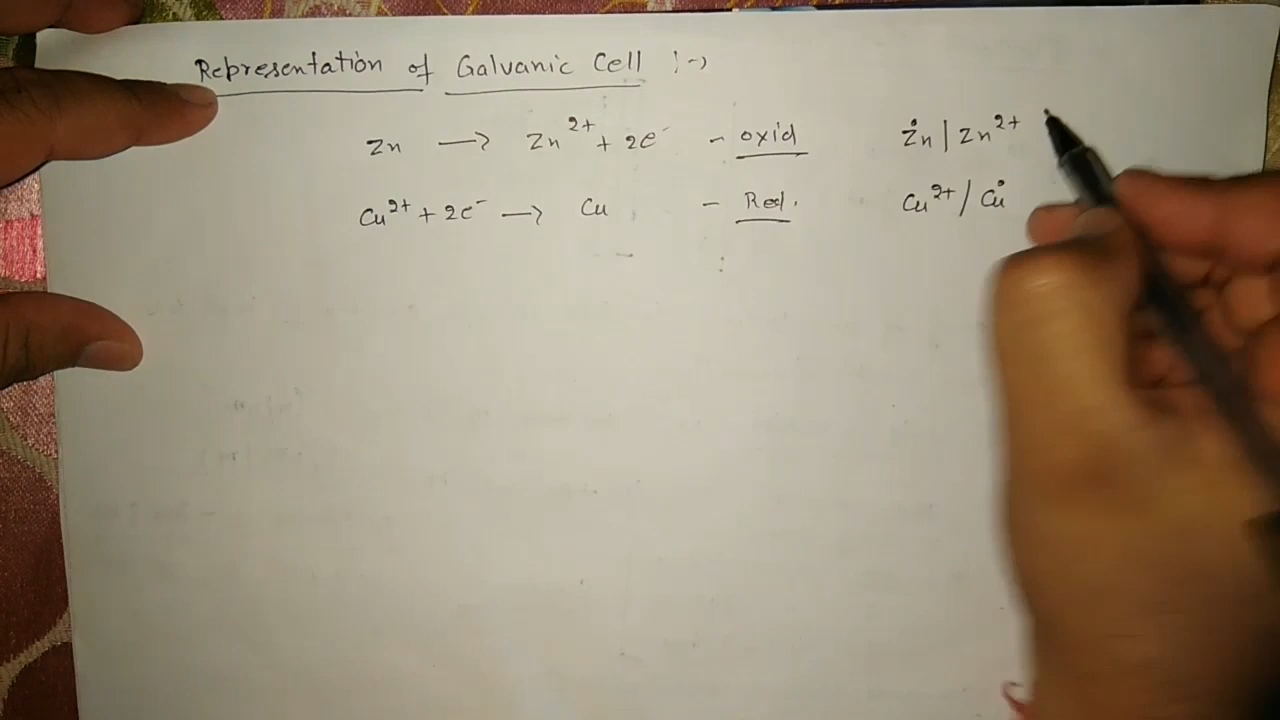 Representation of Galvanic Cell :->
Zn ⟶ Zn²⁺ + 2e⁻ - oxid Zn | Zn²⁺
Cu²⁺ + 2e⁻ ⟶ Cu - Red. Cu²⁺ / Cu